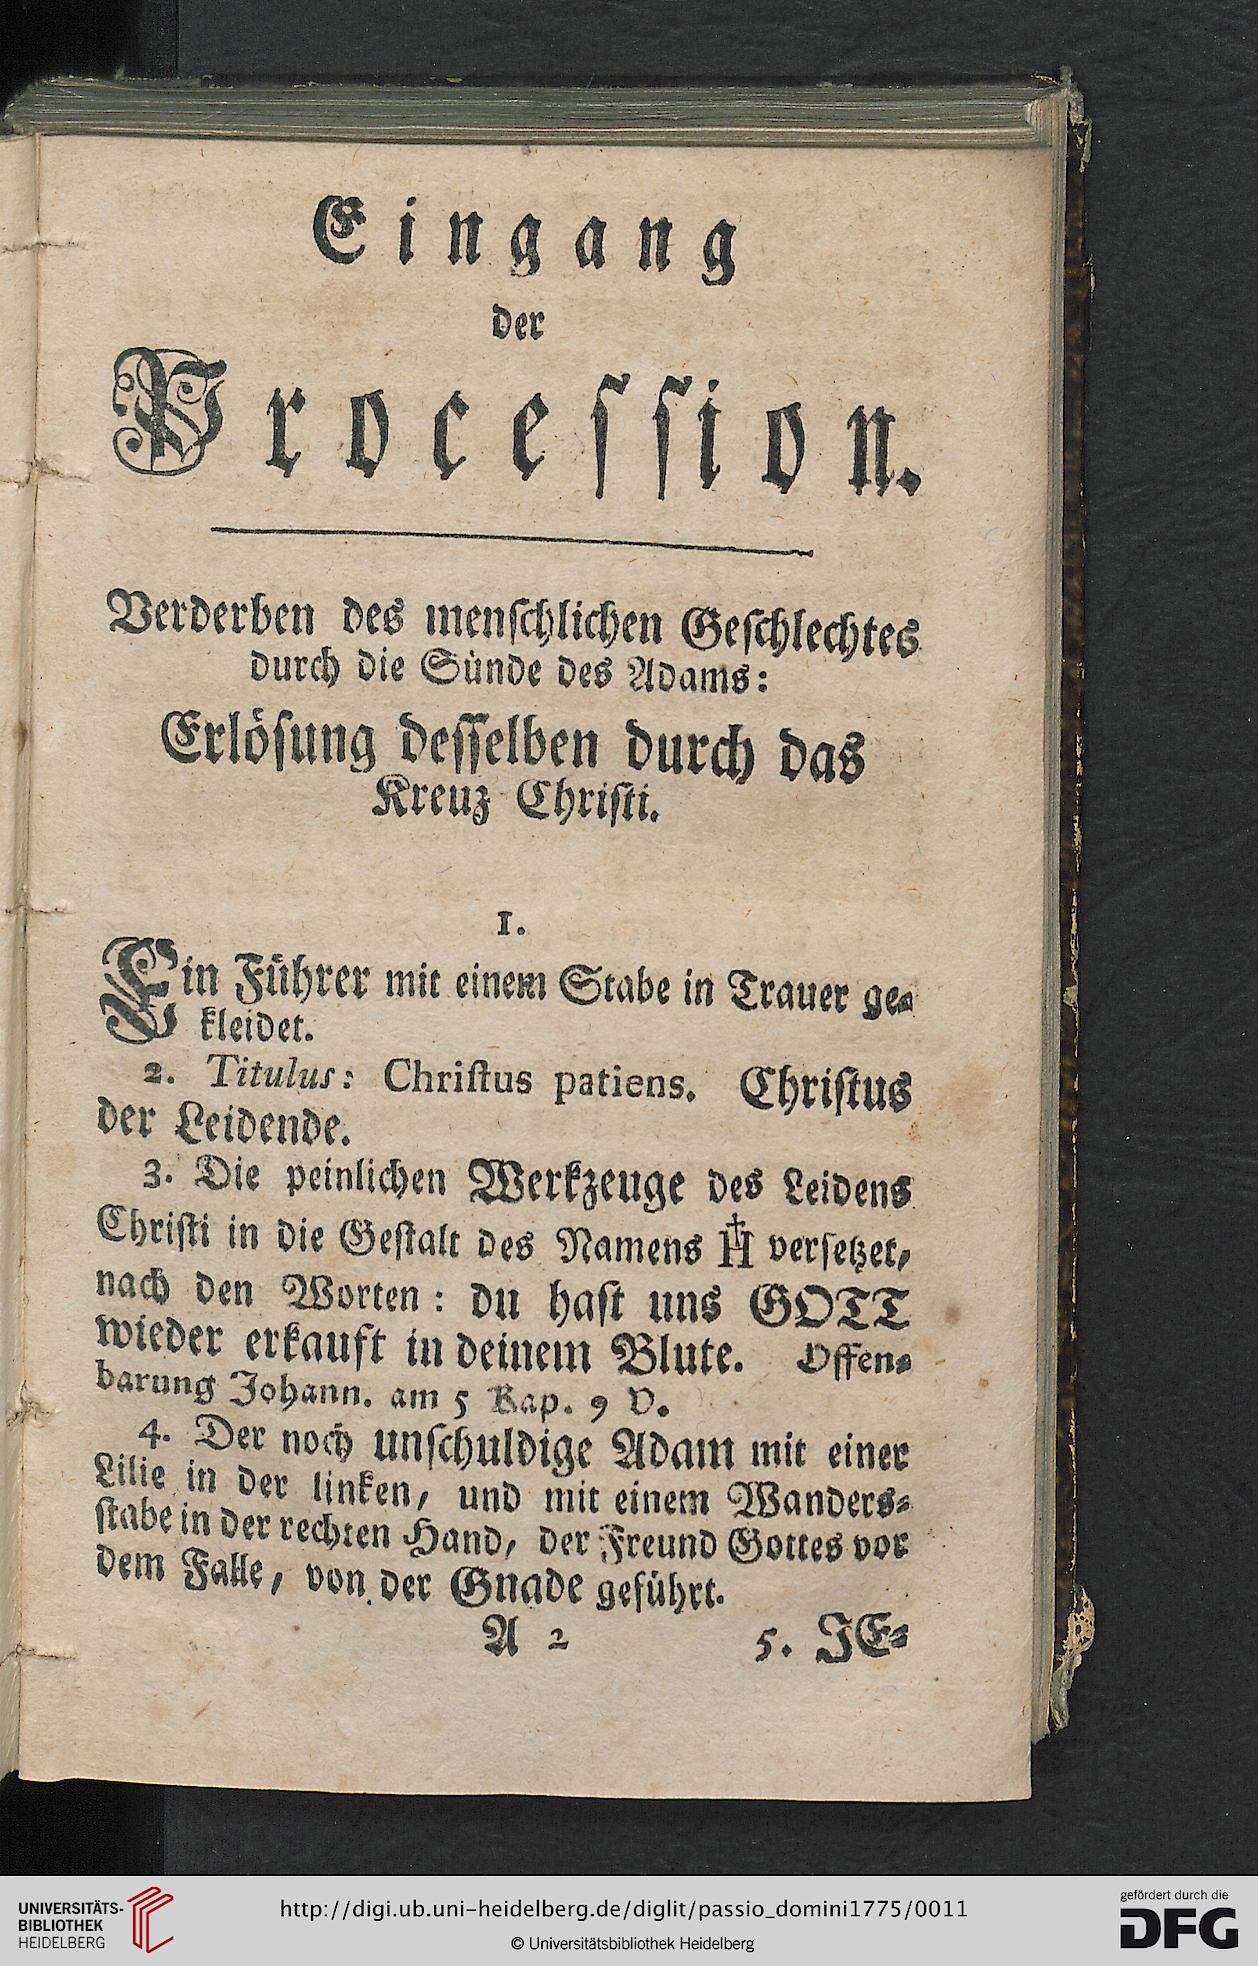 Eingang
der
Proceſſion.
Verderben des menſchlichen Geſchlechtes
durch die Sünde des Adams:
Erlöſung deſſelben durch das
Kreuz Chriſti.
1.
Ein Führer mit einem Stabe in Trauer ge⸗
kleidet.
2. Titulus: Chriſtus patiens. Chriſtus
der Leidende.
3. Die peinlichen Werkzeuge des Leidens
Chriſti in die Geſtalt des Namens verſetzet,
nach den Worten: du haſt uns GOTT
wieder erkauft in deinem Blute. Offen⸗
barung Johann. am 5 Kap. 9 V.
4. Der noch unſchuldige Adam mit einer
Lilie in der linken, und mit einem Wanders⸗
ſtabe in der rechten Hand, der Freund Gottes vor
dem Falle, von der Gnade geführt.
A 2 5. JE⸗
UNIVERSITÄTS-
BIBLIOTHEK
HEIDELBERG
http://digi.ub.uni-heidelberg.de/diglit/passio_domini1775/0011
© Universitätsbibliothek Heidelberg
gefördert durch die
DFG